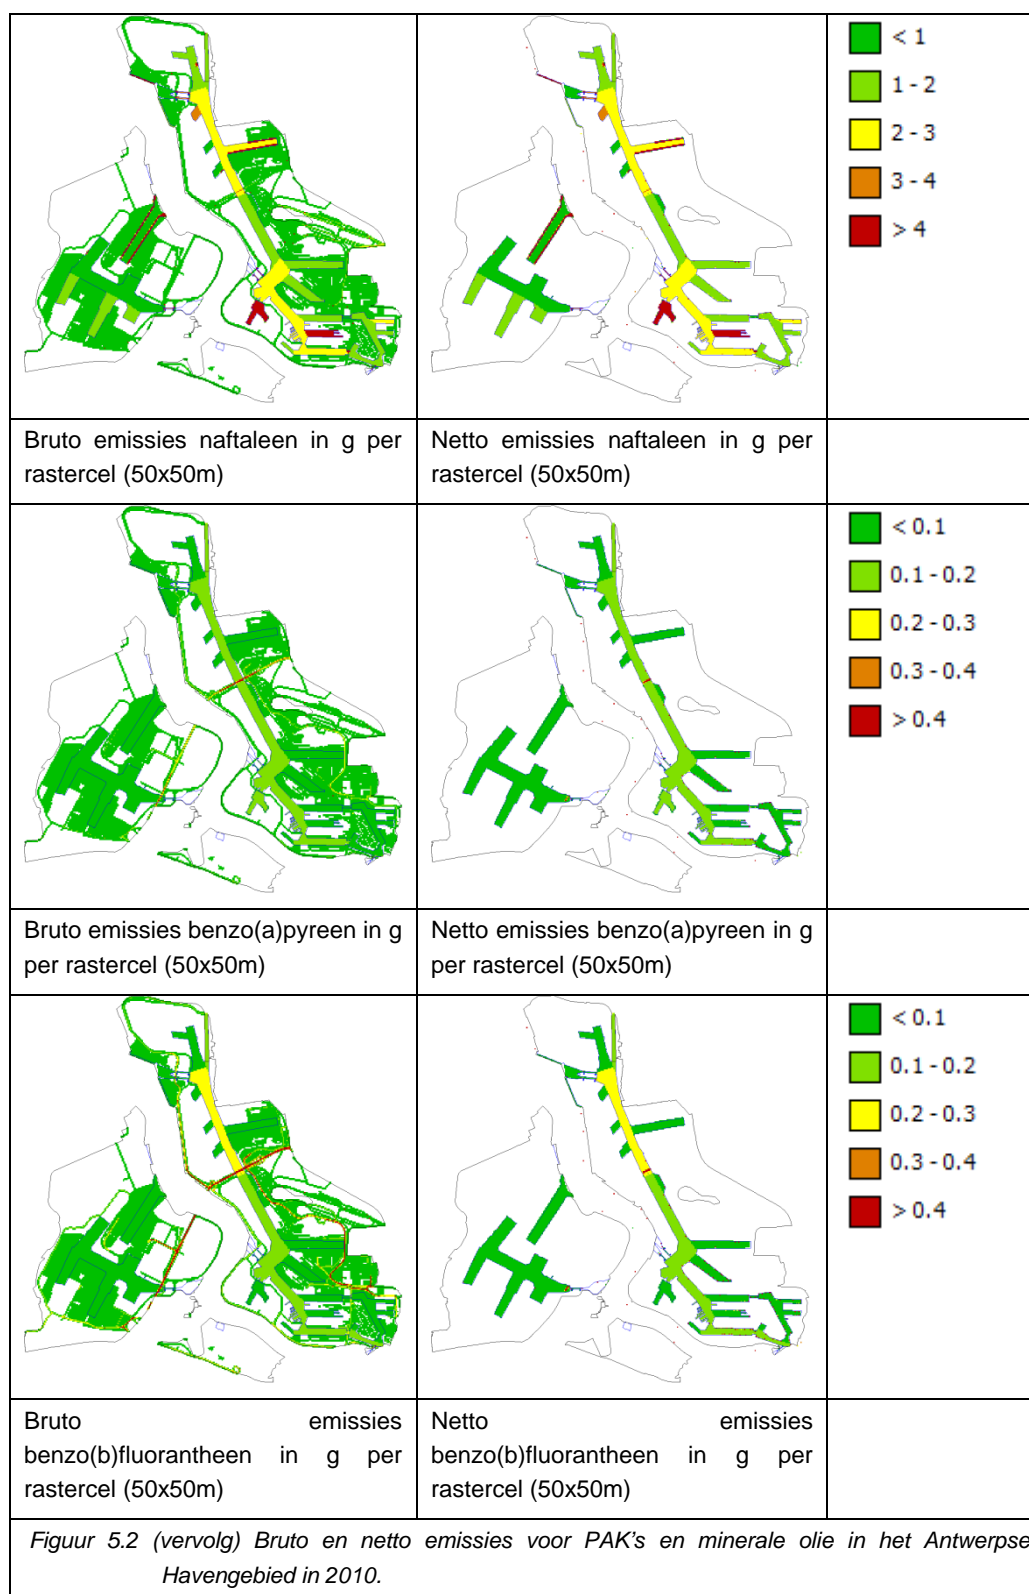 < 1
1 - 2
2 - 3
3 - 4
> 4
Bruto emissies naftaleen in g per
rastercel (50x50m)
Netto emissies naftaleen in g per
rastercel (50x50m)
< 0.1
0.1 - 0.2
0.2 - 0.3
0.3 - 0.4
> 0.4
Bruto emissies benzo(a)pyreen in g
per rastercel (50x50m)
Netto emissies benzo(a)pyreen in g
per rastercel (50x50m)
< 0.1
0.1 - 0.2
0.2 - 0.3
0.3 - 0.4
> 0.4
Bruto emissies
benzo(b)fluorantheen in g per
rastercel (50x50m)
Netto emissies
benzo(b)fluorantheen in g per
rastercel (50x50m)
Figuur 5.2 (vervolg) Bruto en netto emissies voor PAK's en minerale olie in het Antwerpse
Havengebied in 2010.